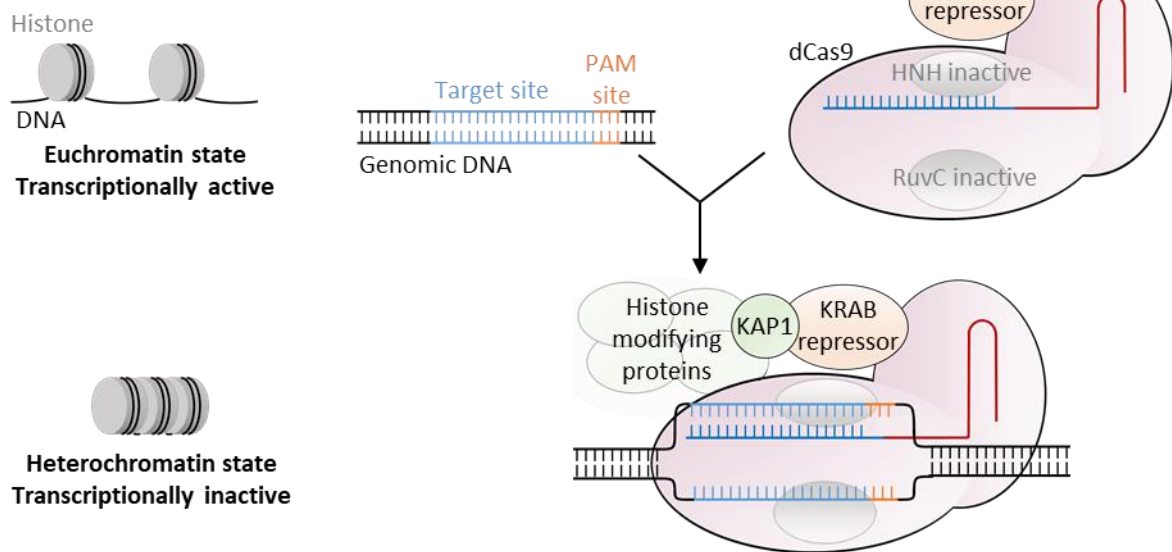 Histone
DNA
Euchromatin state
Transcriptionally active
Target site
PAM
site
Genomic DNA
repressor
dCas9
HNH inactive
RuvC inactive
Histone
modifying
proteins
KAP1
KRAB
repressor
Heterochromatin state
Transcriptionally inactive